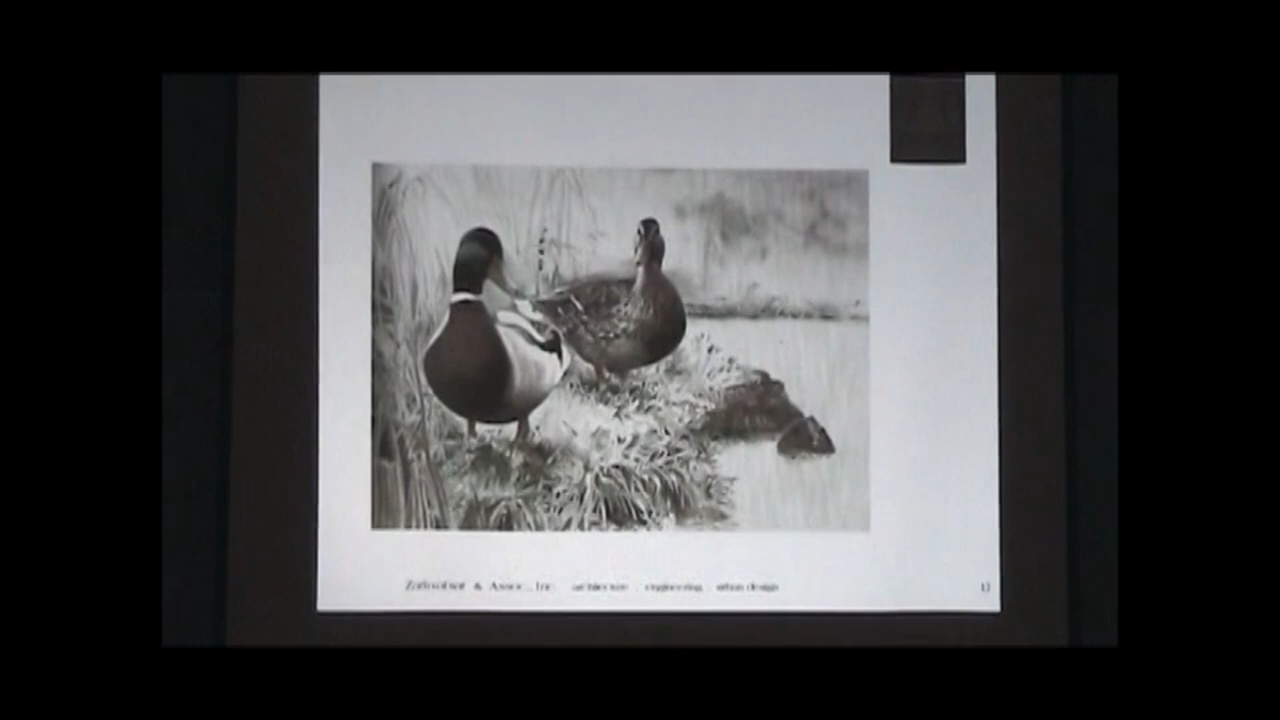 & Assoc., Inc. architecture . engineering . urban design